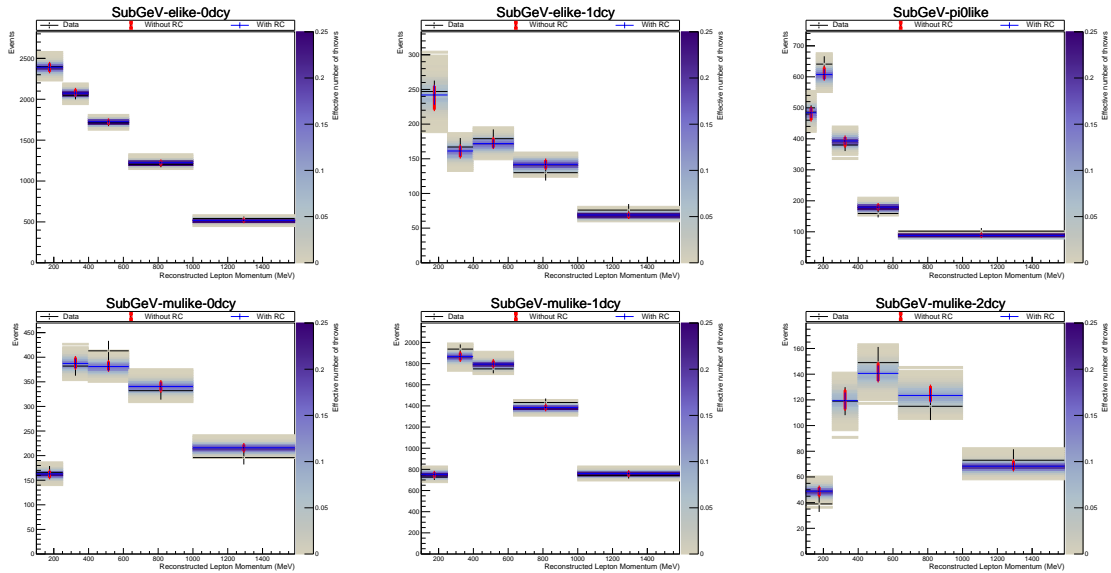 SubGeV-elike-0dcy
Data Without RC With RC
Events
2500
2000
1500
1000
500
0
200 400 600 800 1000 1200 1400
Reconstructed Lepton Momentum (MeV)
0.25
0.2
0.15
0.1
0.05
0
Effective number of throws
SubGeV-elike-1dcy
Data Without RC With RC
Events
300
250
200
150
100
50
0
200 400 600 800 1000 1200 1400
Reconstructed Lepton Momentum (MeV)
0.25
0.2
0.15
0.1
0.05
0
Effective number of throws
SubGeV-pi0like
Data Without RC With RC
Events
700
600
500
400
300
200
100
0
200 400 600 800 1000 1200 1400
Reconstructed Lepton Momentum (MeV)
0.25
0.2
0.15
0.1
0.05
0
Effective number of throws
SubGeV-mulike-0dcy
Data Without RC With RC
Events
450
400
350
300
250
200
150
100
50
0
200 400 600 800 1000 1200 1400
Reconstructed Lepton Momentum (MeV)
0.25
0.2
0.15
0.1
0.05
0
Effective number of throws
SubGeV-mulike-1dcy
Data Without RC With RC
Events
2000
1800
1600
1400
1200
1000
800
600
400
200
0
200 400 600 800 1000 1200 1400
Reconstructed Lepton Momentum (MeV)
0.25
0.2
0.15
0.1
0.05
0
Effective number of throws
SubGeV-mulike-2dcy
Data Without RC With RC
Events
160
140
120
100
80
60
40
20
0
200 400 600 800 1000 1200 1400
Reconstructed Lepton Momentum (MeV)
0.25
0.2
0.15
0.1
0.05
0
Effective number of throws